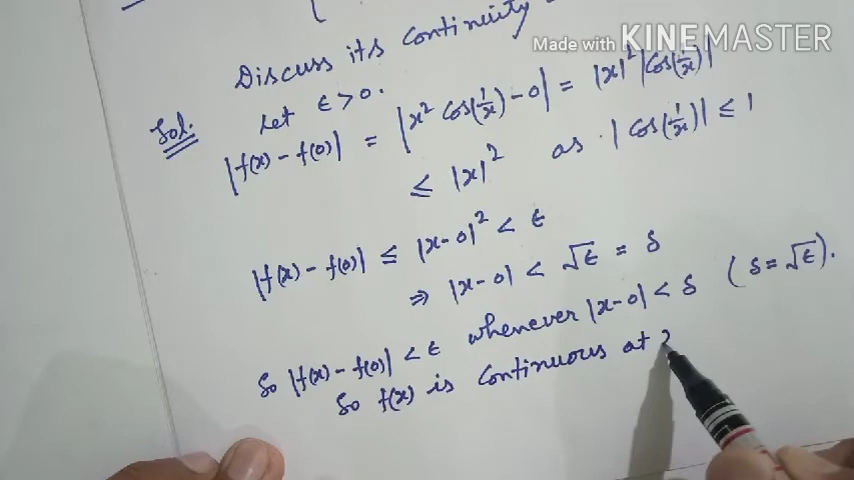 Made with KINEMASTER
Discuss its continuity
Sol. Let ϵ > 0.
|f(x) - f(0)| = |x² cos(1/x) - 0| = |x|² |cos(1/x)|
≤ |x|² as |cos(1/x)| ≤ 1
|f(x) - f(0)| ≤ |x-0|² < ϵ
⇒ |x-0| < √ϵ = δ
So |f(x) - f(0)| < ϵ whenever |x-0| < δ (δ = √ϵ).
So f(x) is continuous at